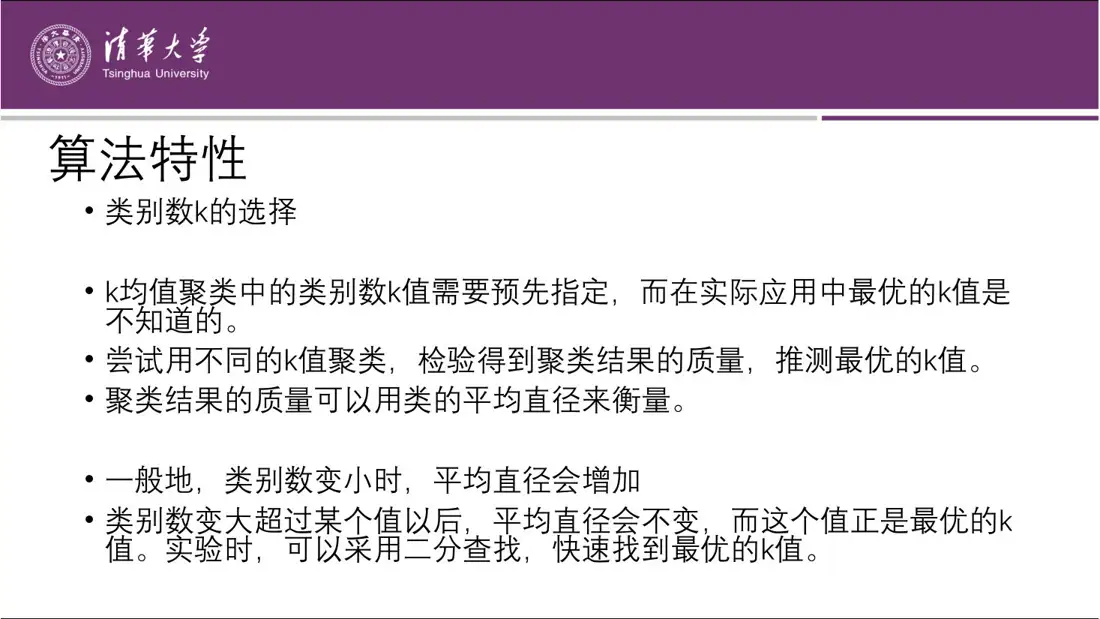 清华大学
Tsinghua University
算法特性
• 类别数k的选择
• k均值聚类中的类别数k值需要预先指定，而在实际应用中最优的k值是
不知道的。
• 尝试用不同的k值聚类，检验得到聚类结果的质量，推测最优的k值。
• 聚类结果的质量可以用类的平均直径来衡量。
• 一般地，类别数变小时，平均直径会增加
• 类别数变大超过某个值以后，平均直径会不变，而这个值正是最优的k
值。实验时，可以采用二分查找，快速找到最优的k值。